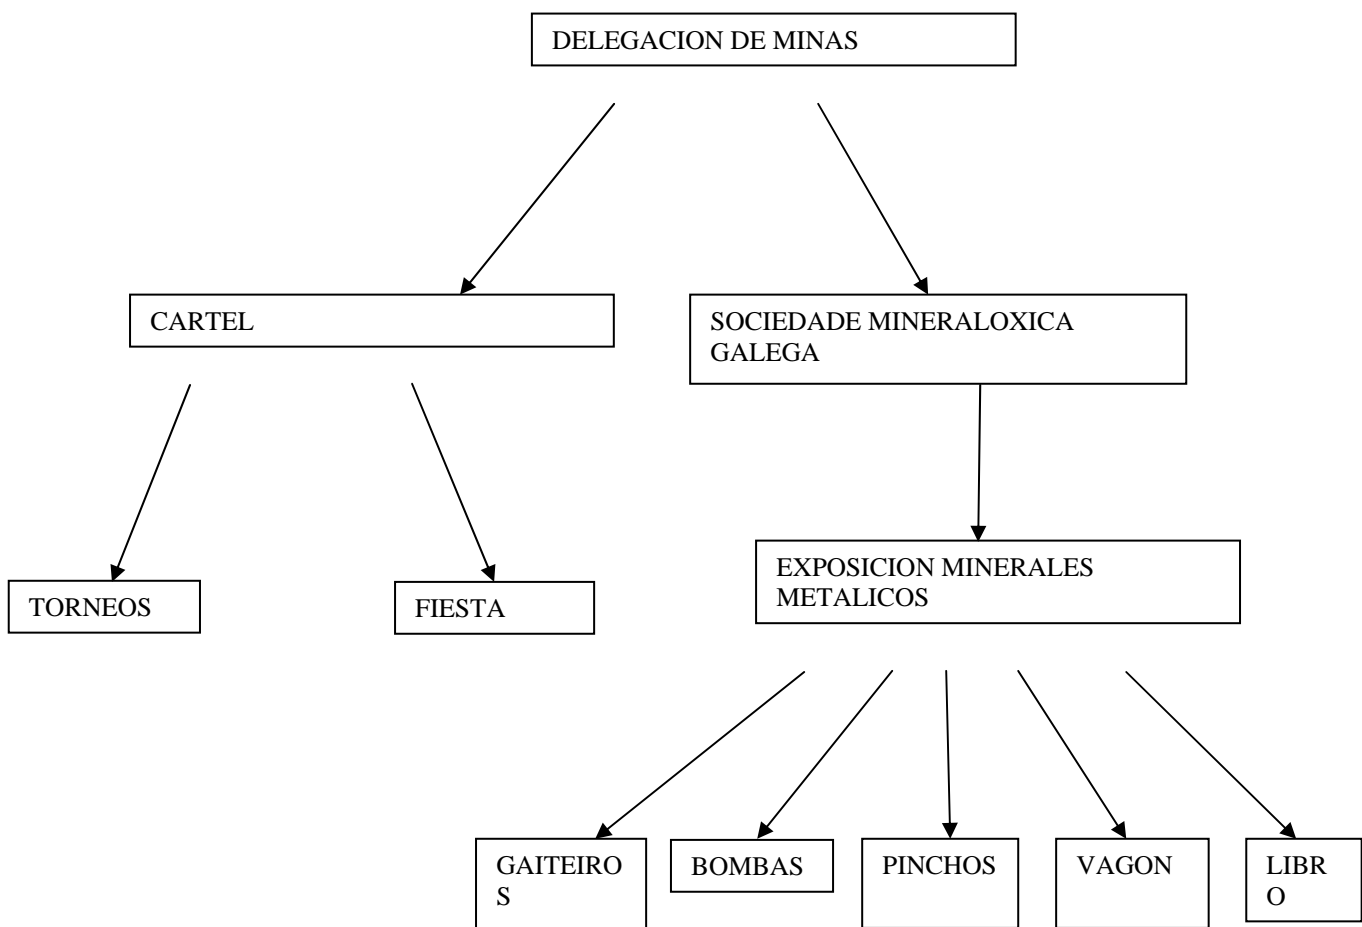 DELEGACION DE MINAS
CARTEL
SOCIEDADE MINERALOXICA
GALEGA
EXPOSICION MINERALES
METALICOS
TORNEOS
FIESTA
GAITEIRO
S
BOMBAS
PINCHOS
VAGON
LIBR
O